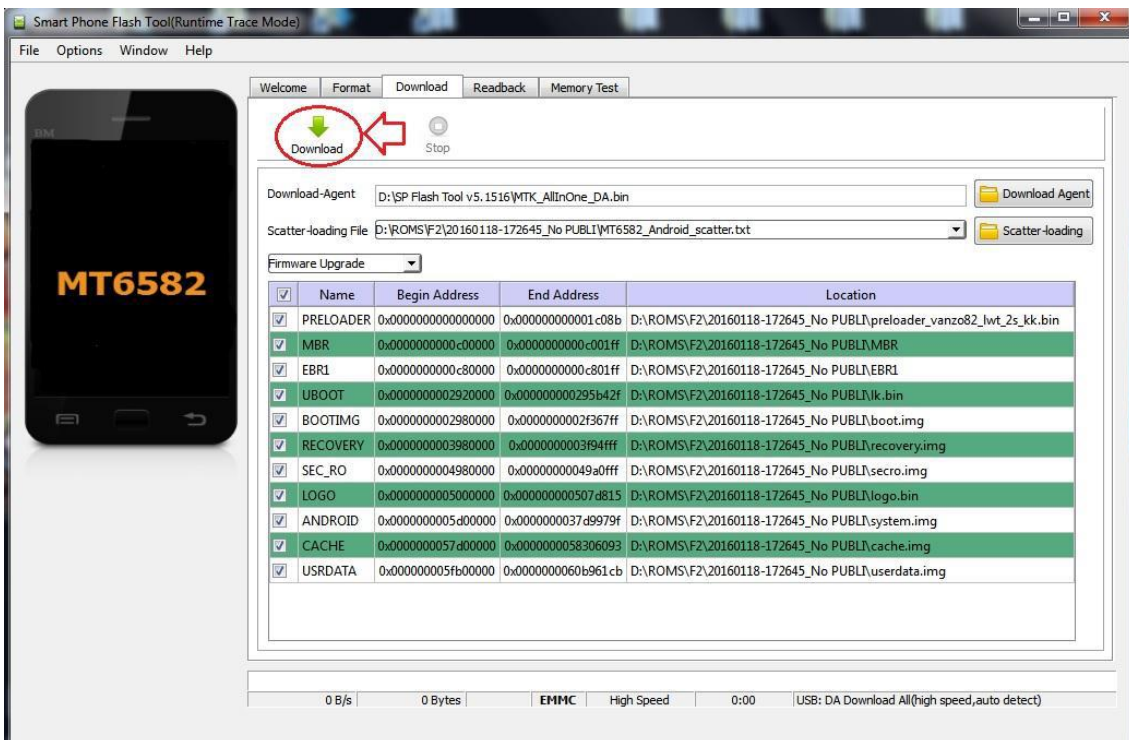 Smart Phone Flash Tool(Runtime Trace Mode)
File Options Window Help
Welcome Format Download Readback Memory Test
BM
Download Stop
Download-Agent D:\SP Flash Tool v5.1516\MTK_AllInOne_DA.bin Download Agent
Scatter-loading File D:\ROMS\F2\20160118-172645_No PUBLI\MT6582_Android_scatter.txt Scatter-loading
Firmware Upgrade
MT6582
Name Begin Address End Address Location
PRELOADER 0x0000000000000000 0x000000000001c08b D:\ROMS\F2\20160118-172645_No PUBLI\preloader_vanzo82_lwt_2s_kk.bin
MBR 0x0000000000c00000 0x0000000000c001ff D:\ROMS\F2\20160118-172645_No PUBLI\MBR
EBR1 0x0000000000c80000 0x0000000000c801ff D:\ROMS\F2\20160118-172645_No PUBLI\EBR1
UBOOT 0x0000000002920000 0x000000000295b42f D:\ROMS\F2\20160118-172645_No PUBLI\lk.bin
BOOTIMG 0x0000000002980000 0x0000000002f367ff D:\ROMS\F2\20160118-172645_No PUBLI\boot.img
RECOVERY 0x0000000003980000 0x0000000003f94fff D:\ROMS\F2\20160118-172645_No PUBLI\recovery.img
SEC_RO 0x0000000004980000 0x00000000049a0fff D:\ROMS\F2\20160118-172645_No PUBLI\secro.img
LOGO 0x0000000005000000 0x000000000507d815 D:\ROMS\F2\20160118-172645_No PUBLI\logo.bin
ANDROID 0x0000000005d00000 0x0000000037d9979f D:\ROMS\F2\20160118-172645_No PUBLI\system.img
CACHE 0x0000000057d00000 0x0000000058306093 D:\ROMS\F2\20160118-172645_No PUBLI\cache.img
USRDATA 0x000000005fb00000 0x0000000060b961cb D:\ROMS\F2\20160118-172645_No PUBLI\userdata.img
0 B/s 0 Bytes EMMC High Speed 0:00 USB: DA Download All(high speed,auto detect)